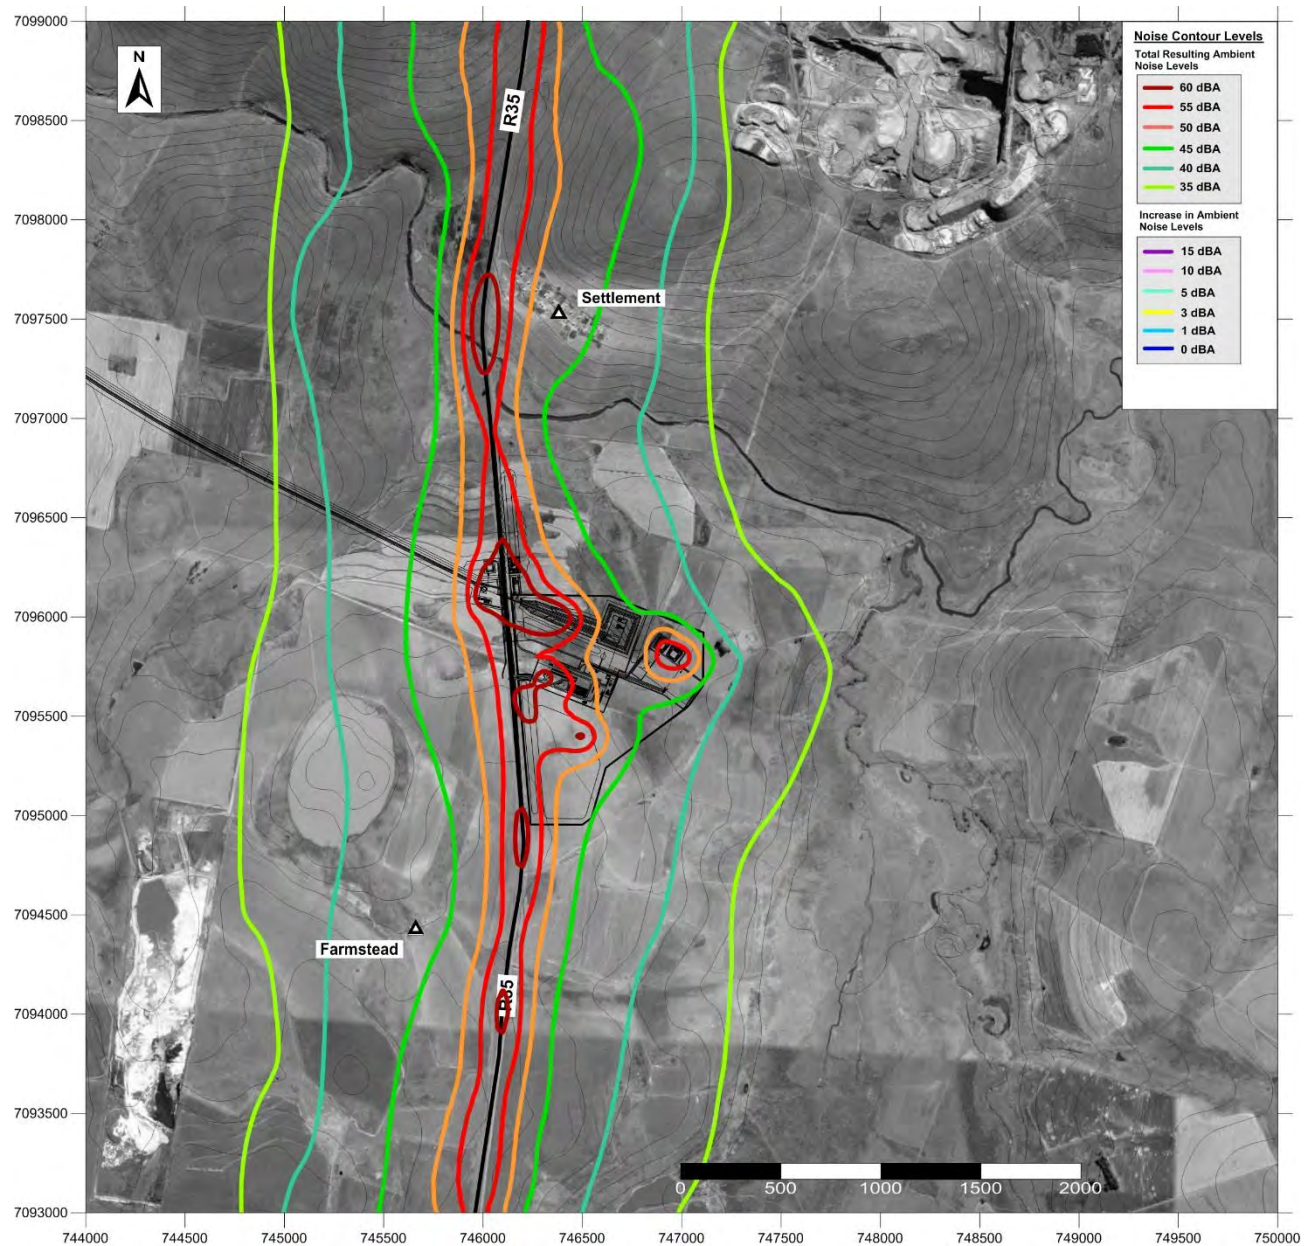 7099000
7098500
7098000
7097500
7097000
7096500
7096000
7095500
7095000
7094500
7094000
7093500
7093000
N
R35
Settlement
Farmstead
R35
Noise Contour Levels
Total Resulting Ambient
Noise Levels
60 dBA
55 dBA
50 dBA
45 dBA
40 dBA
35 dBA
Increase in Ambient
Noise Levels
15 dBA
10 dBA
5 dBA
3 dBA
1 dBA
0 dBA
0 500 1000 1500 2000
744000 744500 745000 745500 746000 746500 747000 747500 748000 748500 749000 749500 750000